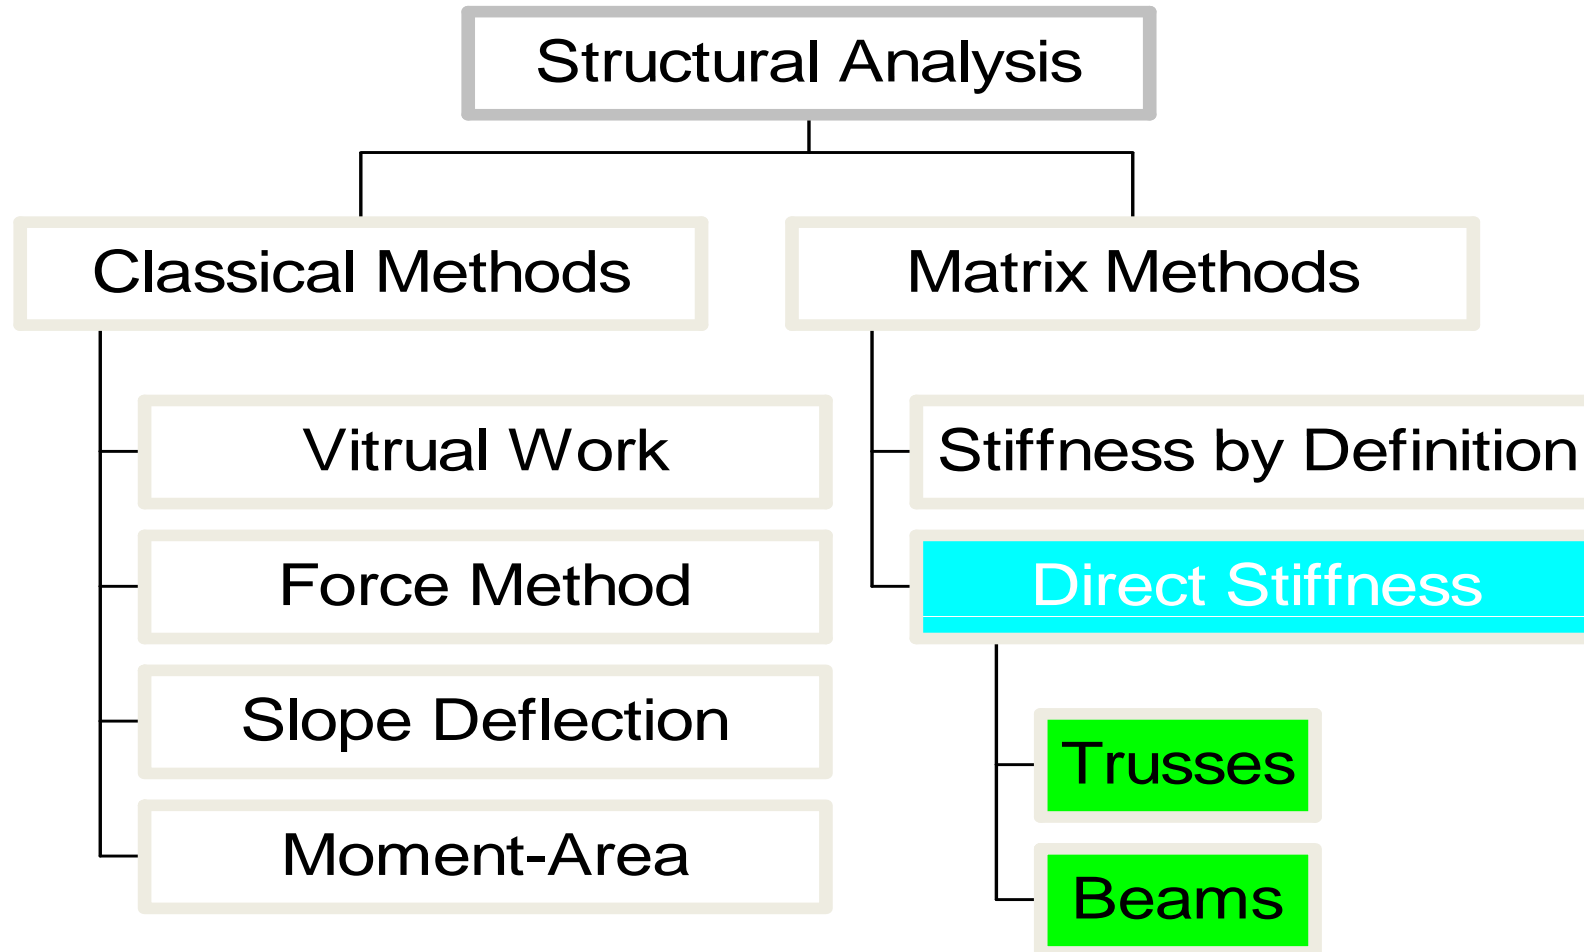 Structural Analysis
Classical Methods
Matrix Methods
Vitrual Work
Force Method
Slope Deflection
Moment-Area
Stiffness by Definition
Direct Stiffness
Trusses
Beams